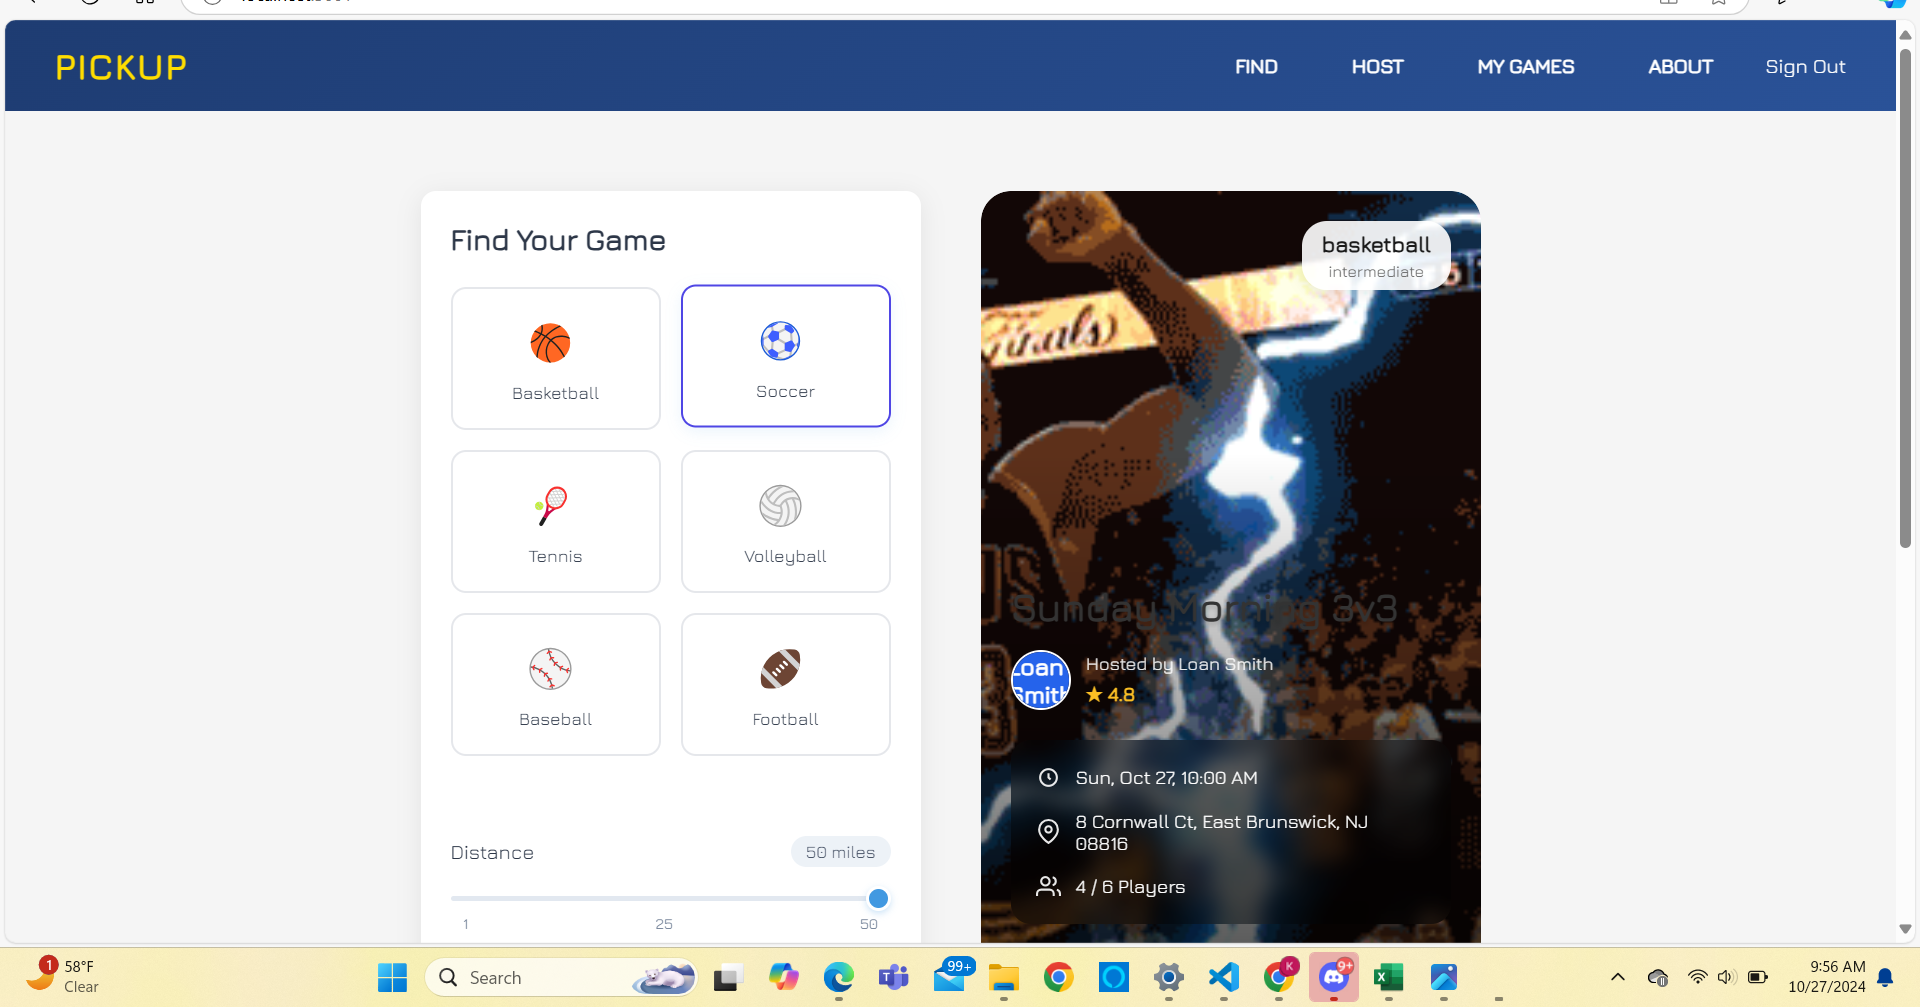 PICKUP
FIND HOST MY GAMES ABOUT Sign Out
Find Your Game
Basketball
Soccer
Tennis
Volleyball
Baseball
Football
Distance 50 miles
1 25 50
basketball
intermediate
Finals
Sunday Morning 3v3
Loan Smith
Hosted by Loan Smith
★ 4.8
Sun, Oct 27, 10:00 AM
8 Cornwall Ct, East Brunswick, NJ
08816
4 / 6 Players
1
58°F
Clear
Search
99+
K
9+
9:56 AM
10/27/2024